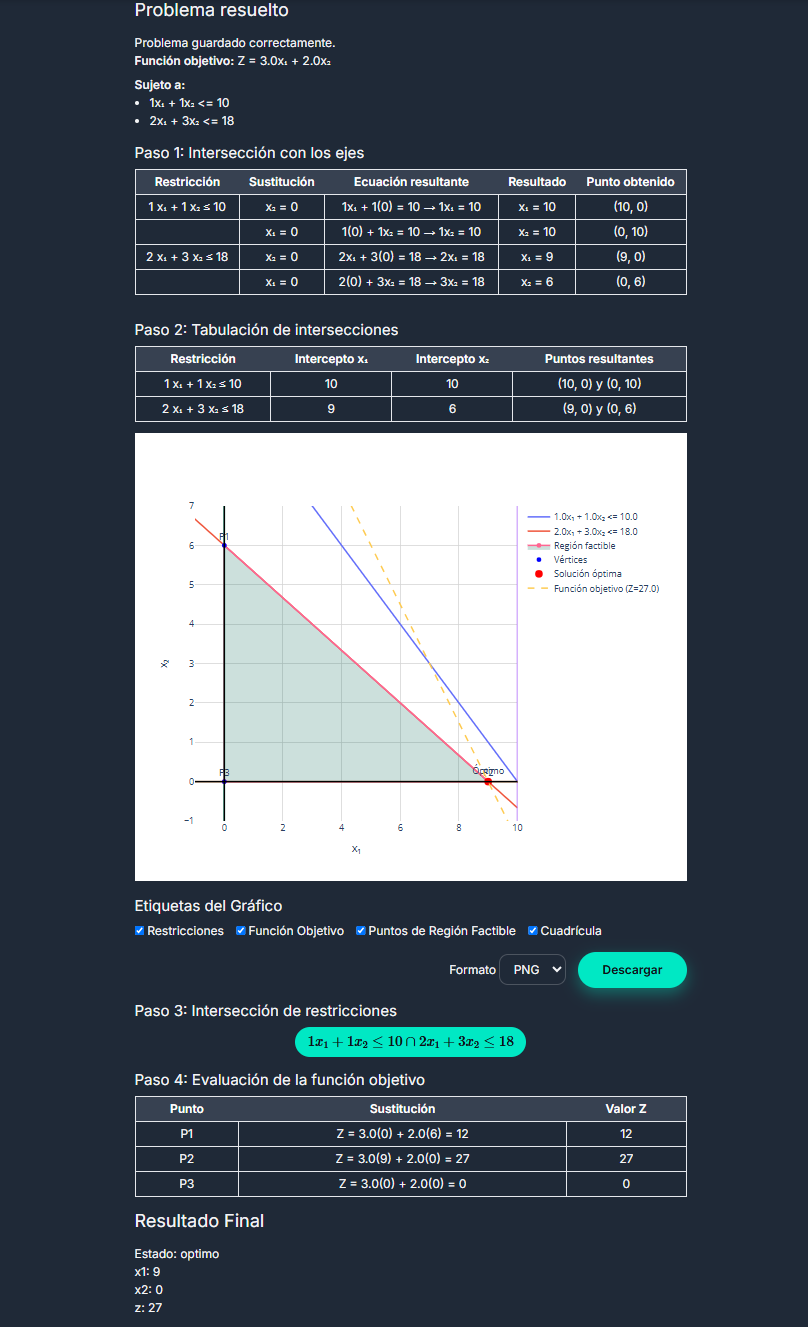 Problema resuelto
Problema guardado correctamente.
Función objetivo: Z = 3.0x₁ + 2.0x₂
Sujeto a:
• 1x₁ + 1x₂ <= 10
• 2x₁ + 3x₂ <= 18
Paso 1: Intersección con los ejes
Restricción Sustitución Ecuación resultante Resultado Punto obtenido
1 x₁ + 1 x₂ ≤ 10 x₂ = 0 1x₁ + 1(0) = 10 → 1x₁ = 10 x₁ = 10 (10, 0)
x₁ = 0 1(0) + 1x₂ = 10 → 1x₂ = 10 x₂ = 10 (0, 10)
2 x₁ + 3 x₂ ≤ 18 x₂ = 0 2x₁ + 3(0) = 18 → 2x₁ = 18 x₁ = 9 (9, 0)
x₁ = 0 2(0) + 3x₂ = 18 → 3x₂ = 18 x₂ = 6 (0, 6)
Paso 2: Tabulación de intersecciones
Restricción Intercepto x₁ Intercepto x₂ Puntos resultantes
1 x₁ + 1 x₂ ≤ 10 10 10 (10, 0) y (0, 10)
2 x₁ + 3 x₂ ≤ 18 9 6 (9, 0) y (0, 6)
7
6
5
4
3
2
1
0
−1
x₂
P1
P3
Óptimo
0 2 4 6 8 10
x₁
1.0x₁ + 1.0x₂ <= 10.0
2.0x₁ + 3.0x₂ <= 18.0
Región factible
Vértices
Solución óptima
Función objetivo (Z=27.0)
Etiquetas del Gráfico
Restricciones Función Objetivo Puntos de Región Factible Cuadrícula
Formato PNG Descargar
Paso 3: Intersección de restricciones
1x₁ + 1x₂ ≤ 10 ∩ 2x₁ + 3x₂ ≤ 18
Paso 4: Evaluación de la función objetivo
Punto Sustitución Valor Z
P1 Z = 3.0(0) + 2.0(6) = 12 12
P2 Z = 3.0(9) + 2.0(0) = 27 27
P3 Z = 3.0(0) + 2.0(0) = 0 0
Resultado Final
Estado: optimo
x1: 9
x2: 0
z: 27